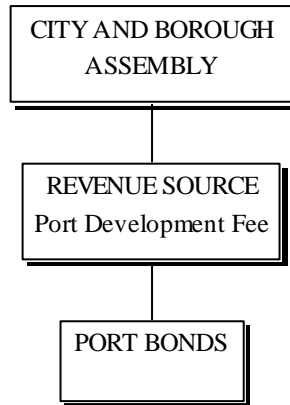 CITY AND BOROUGH
ASSEMBLY
REVENUE SOURCE
Port Development Fee
PORT BONDS